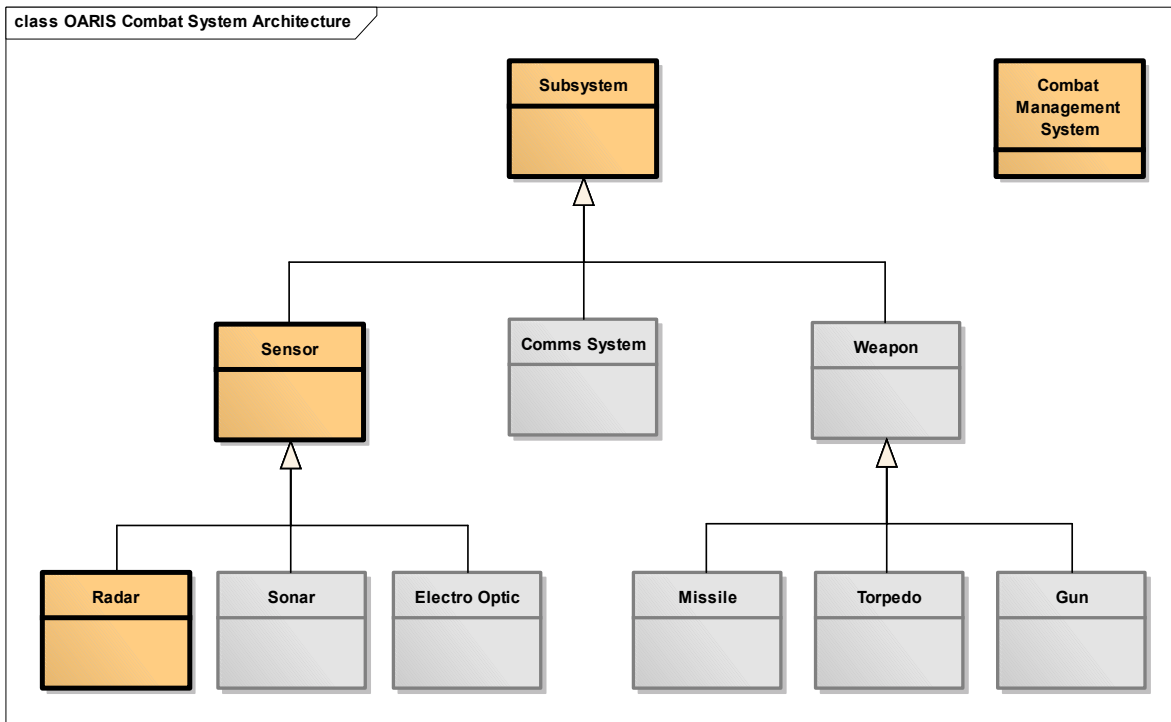 class OARIS Combat System Architecture
Subsystem
Combat
Management
System
Sensor
Comms System
Weapon
Radar
Sonar
Electro Optic
Missile
Torpedo
Gun